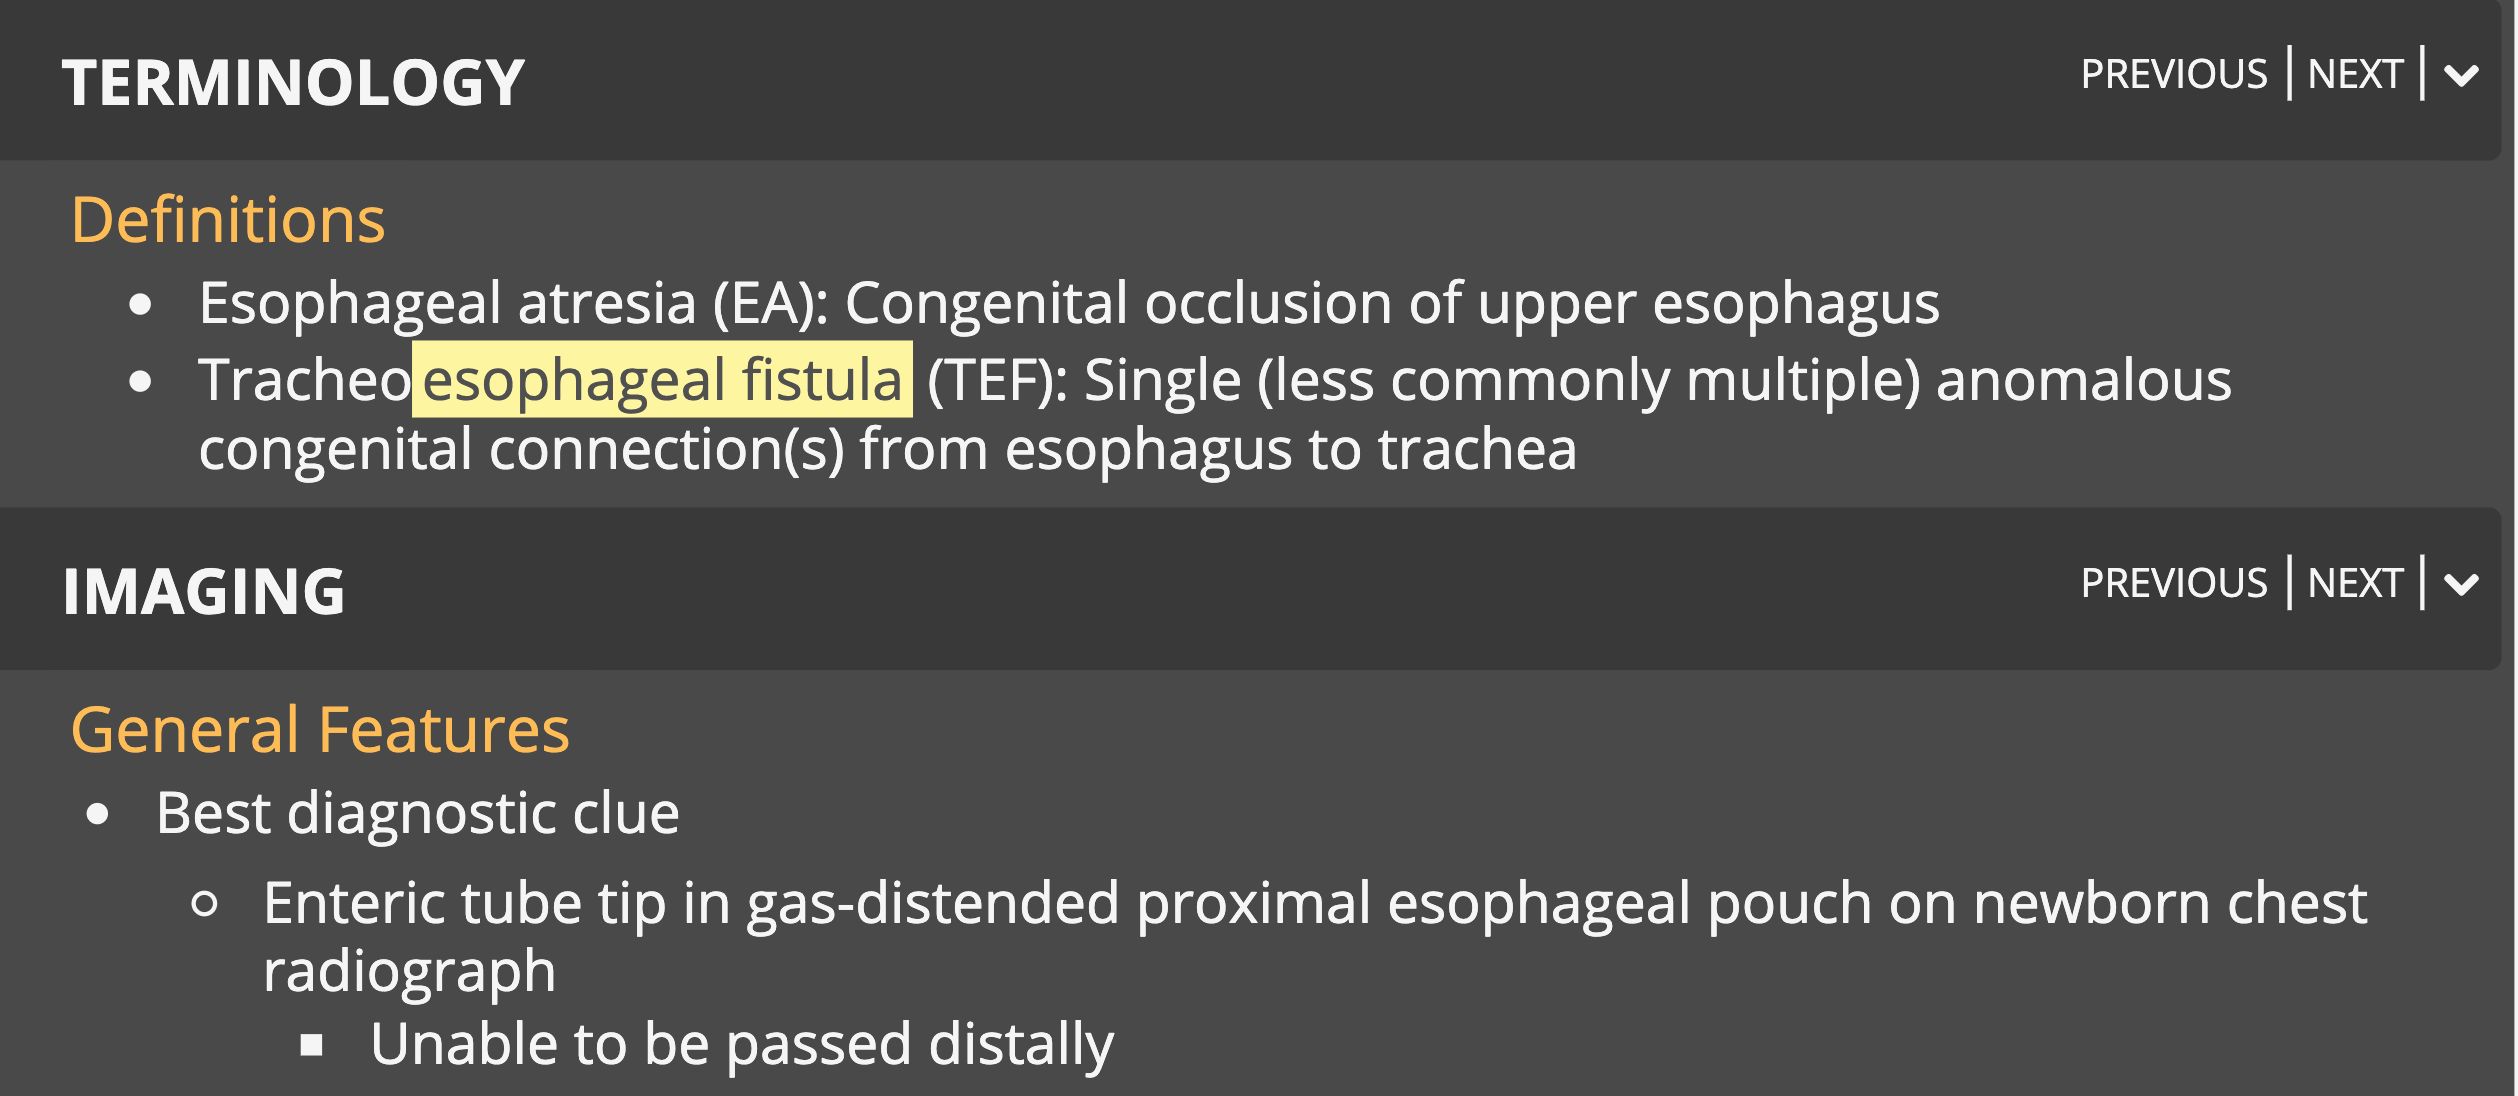 TERMINOLOGY PREVIOUS | NEXT |
Definitions
• Esophageal atresia (EA): Congenital occlusion of upper esophagus
• Tracheoesophageal fistula (TEF): Single (less commonly multiple) anomalous
congenital connection(s) from esophagus to trachea
IMAGING PREVIOUS | NEXT |
General Features
• Best diagnostic clue
○ Enteric tube tip in gas-distended proximal esophageal pouch on newborn chest
radiograph
■ Unable to be passed distally